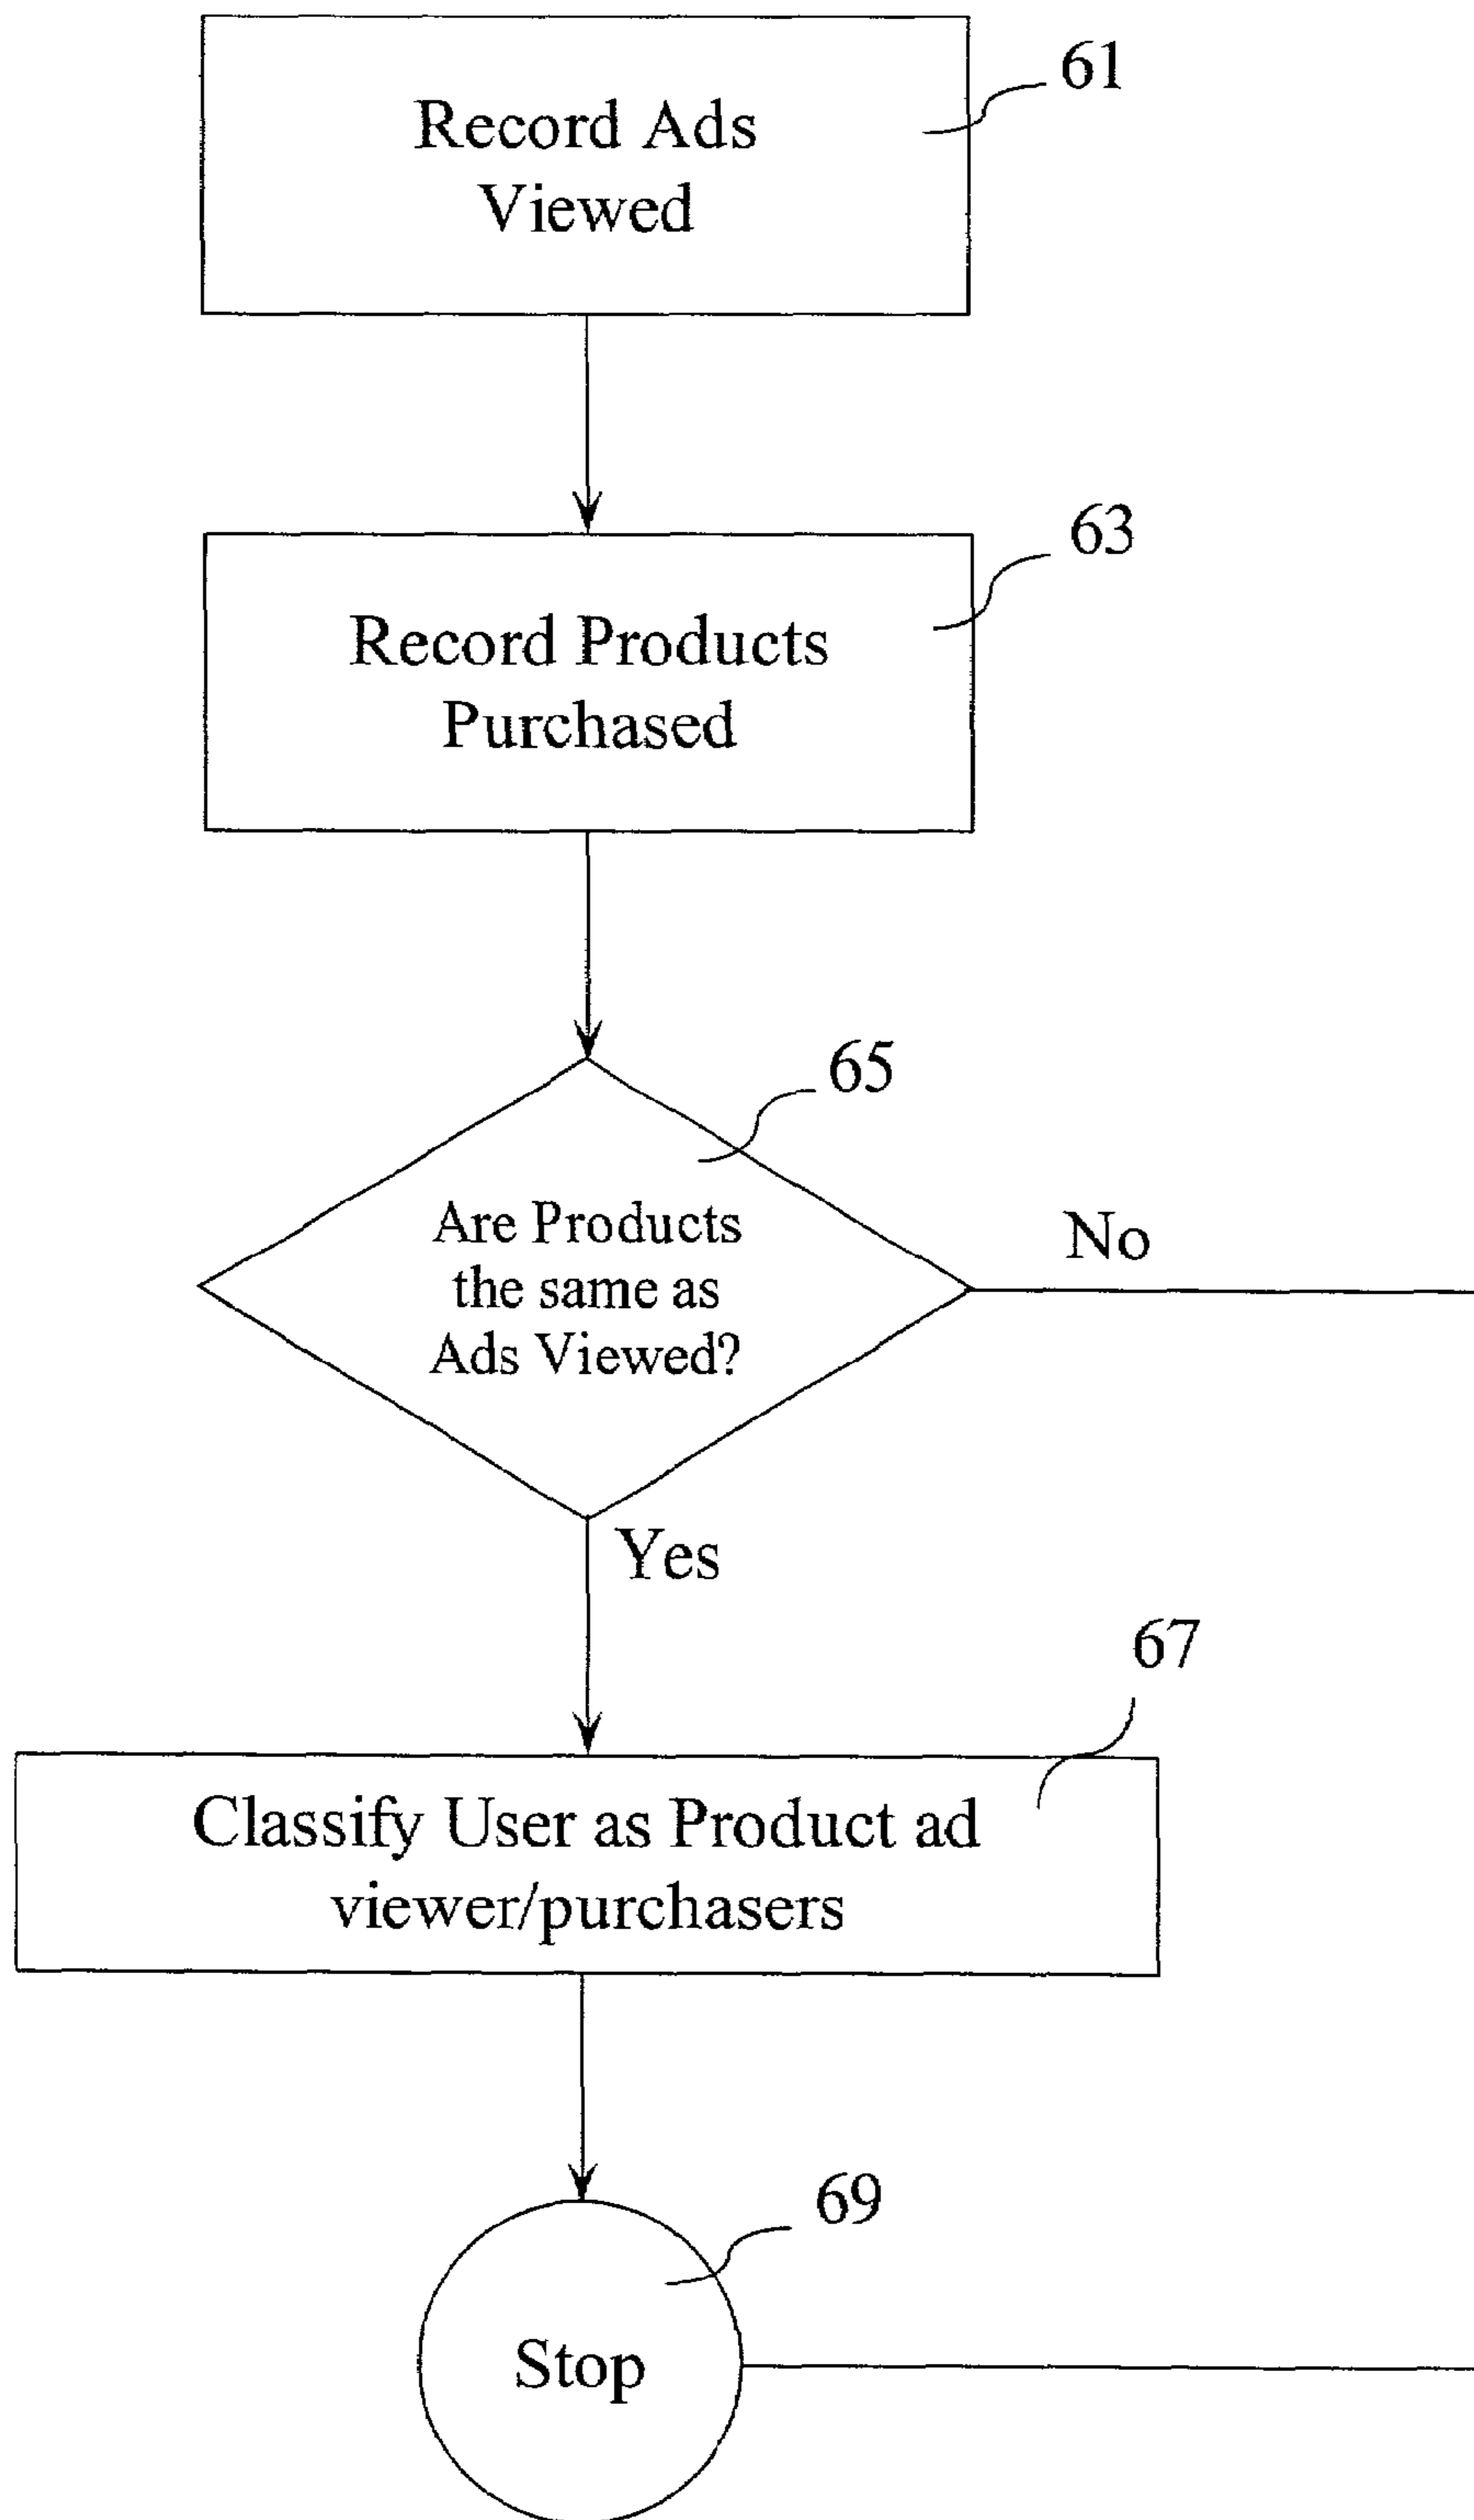 61
Record Ads
Viewed
63
Record Products
Purchased
65
Are Products
the same as
Ads Viewed?
No
Yes
67
Classify User as Product ad
viewer/purchasers
69
Stop